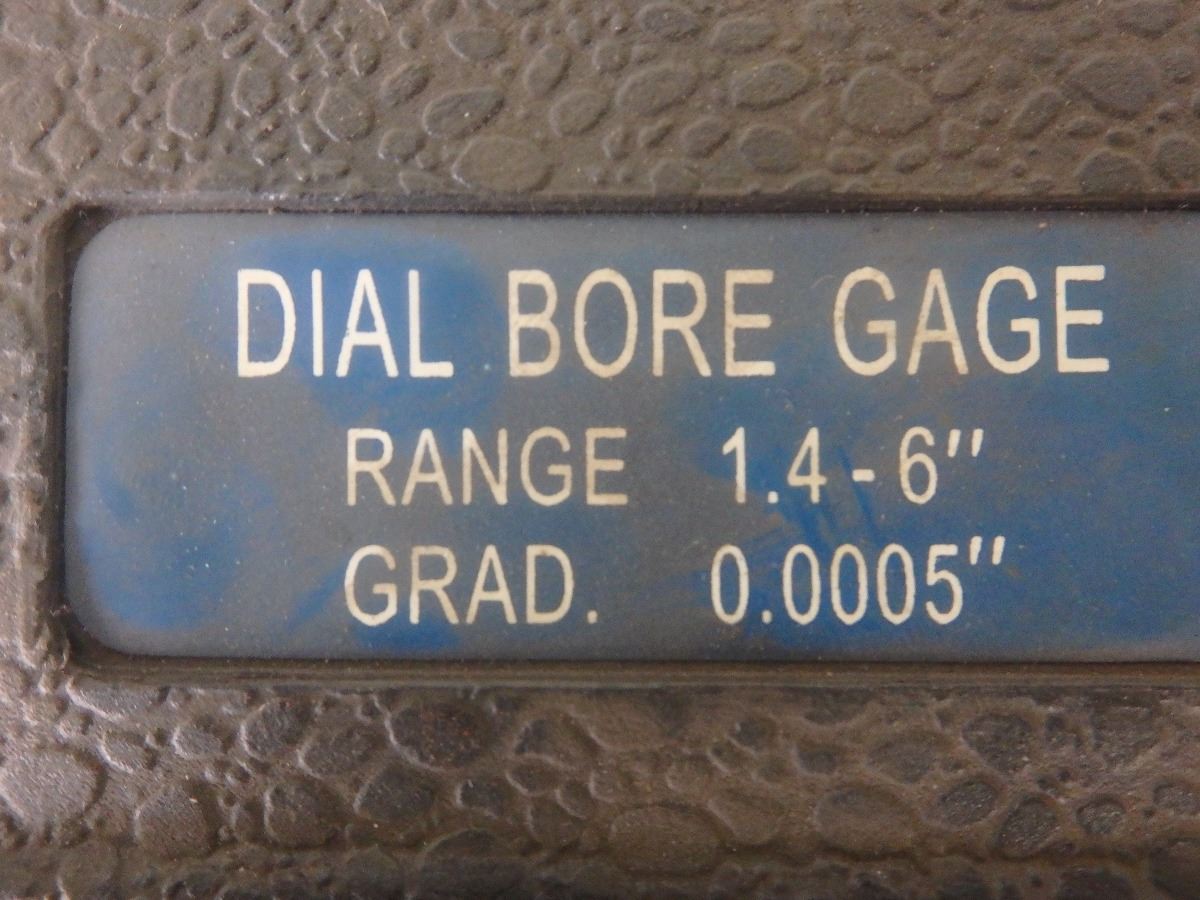 DIAL BORE GAGE
RANGE 1.4 - 6"
GRAD. 0.0005"